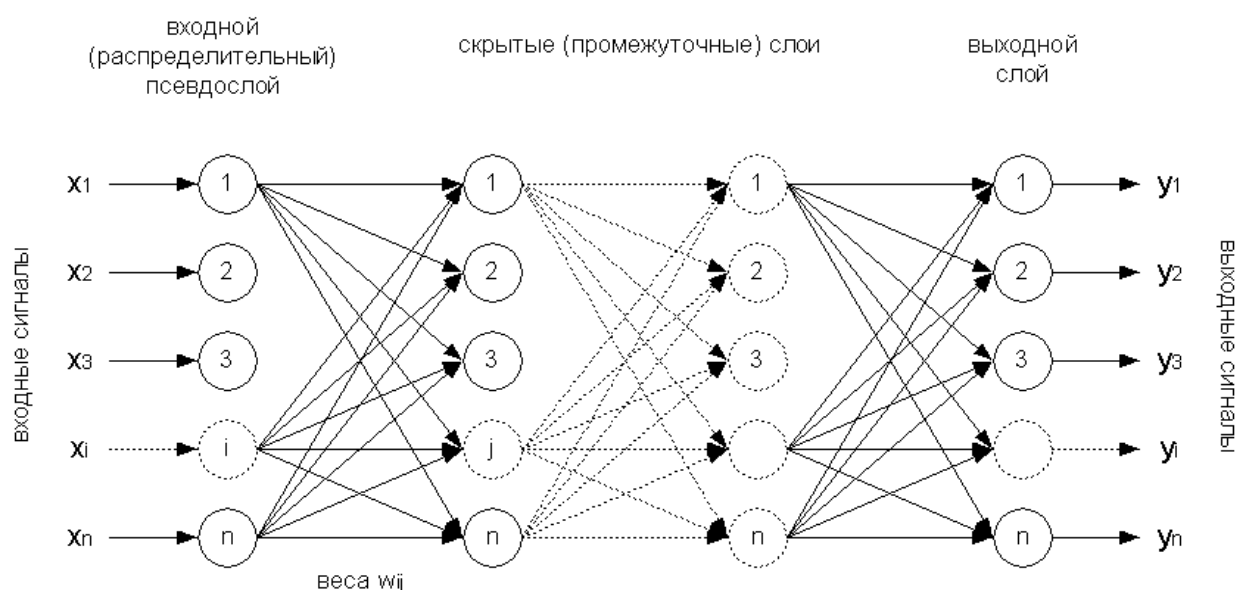 входной
(распределительный)
псевдослой
скрытые (промежуточные) слои
выходной
слой
входные сигналы
x1 1 1 1 1 y1
x2 2 2 2 2 y2
x3 3 3 3 3 y3
xi i j yi
xn n n n n yn
выходные сигналы
веса wij